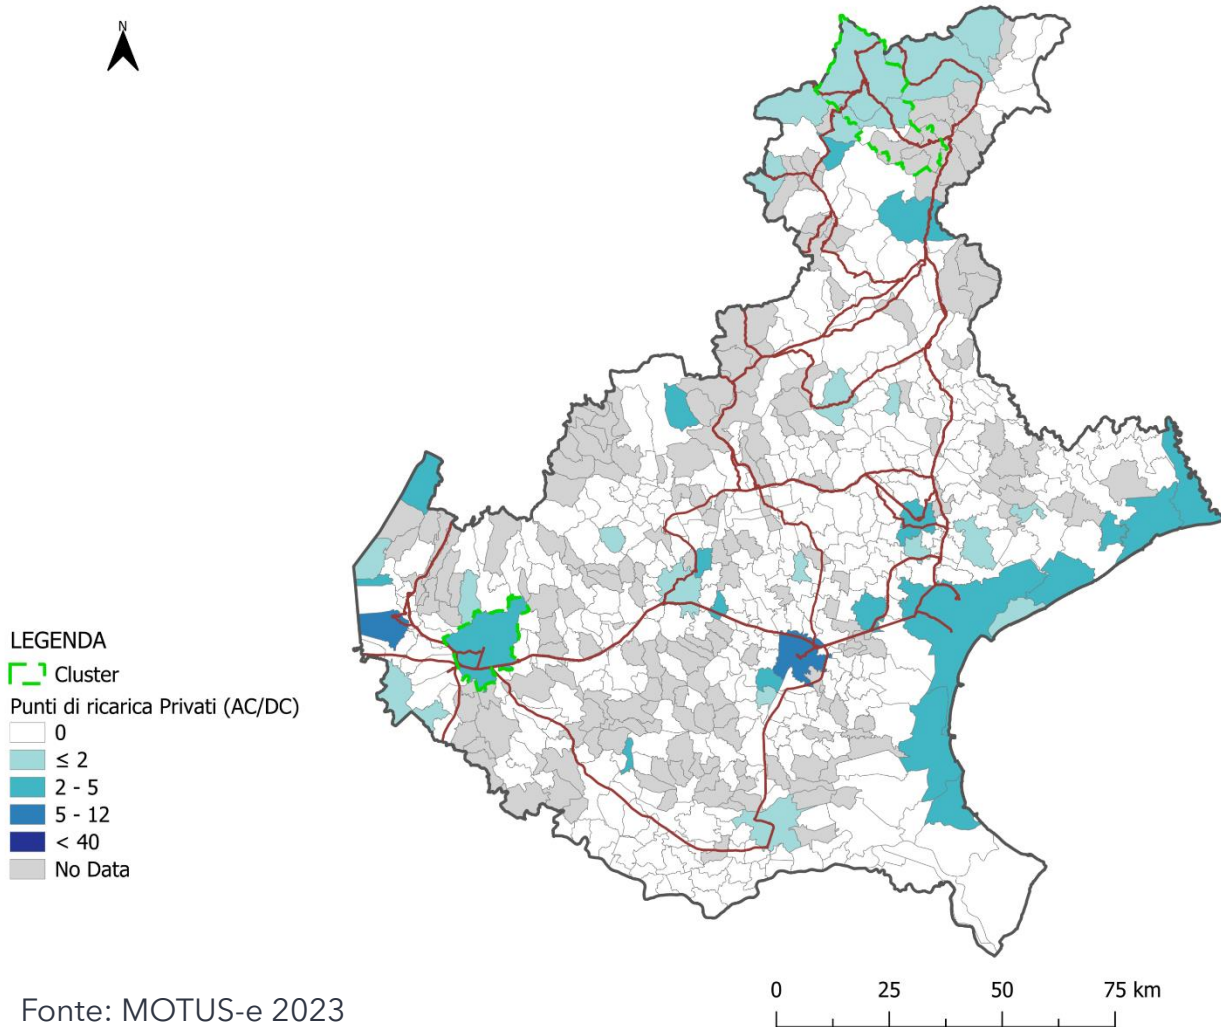 N
LEGENDA
Cluster
Punti di ricarica Privati (AC/DC)
0
≤ 2
2 - 5
5 - 12
< 40
No Data
Fonte: MOTUS-e 2023
0 25 50 75 km